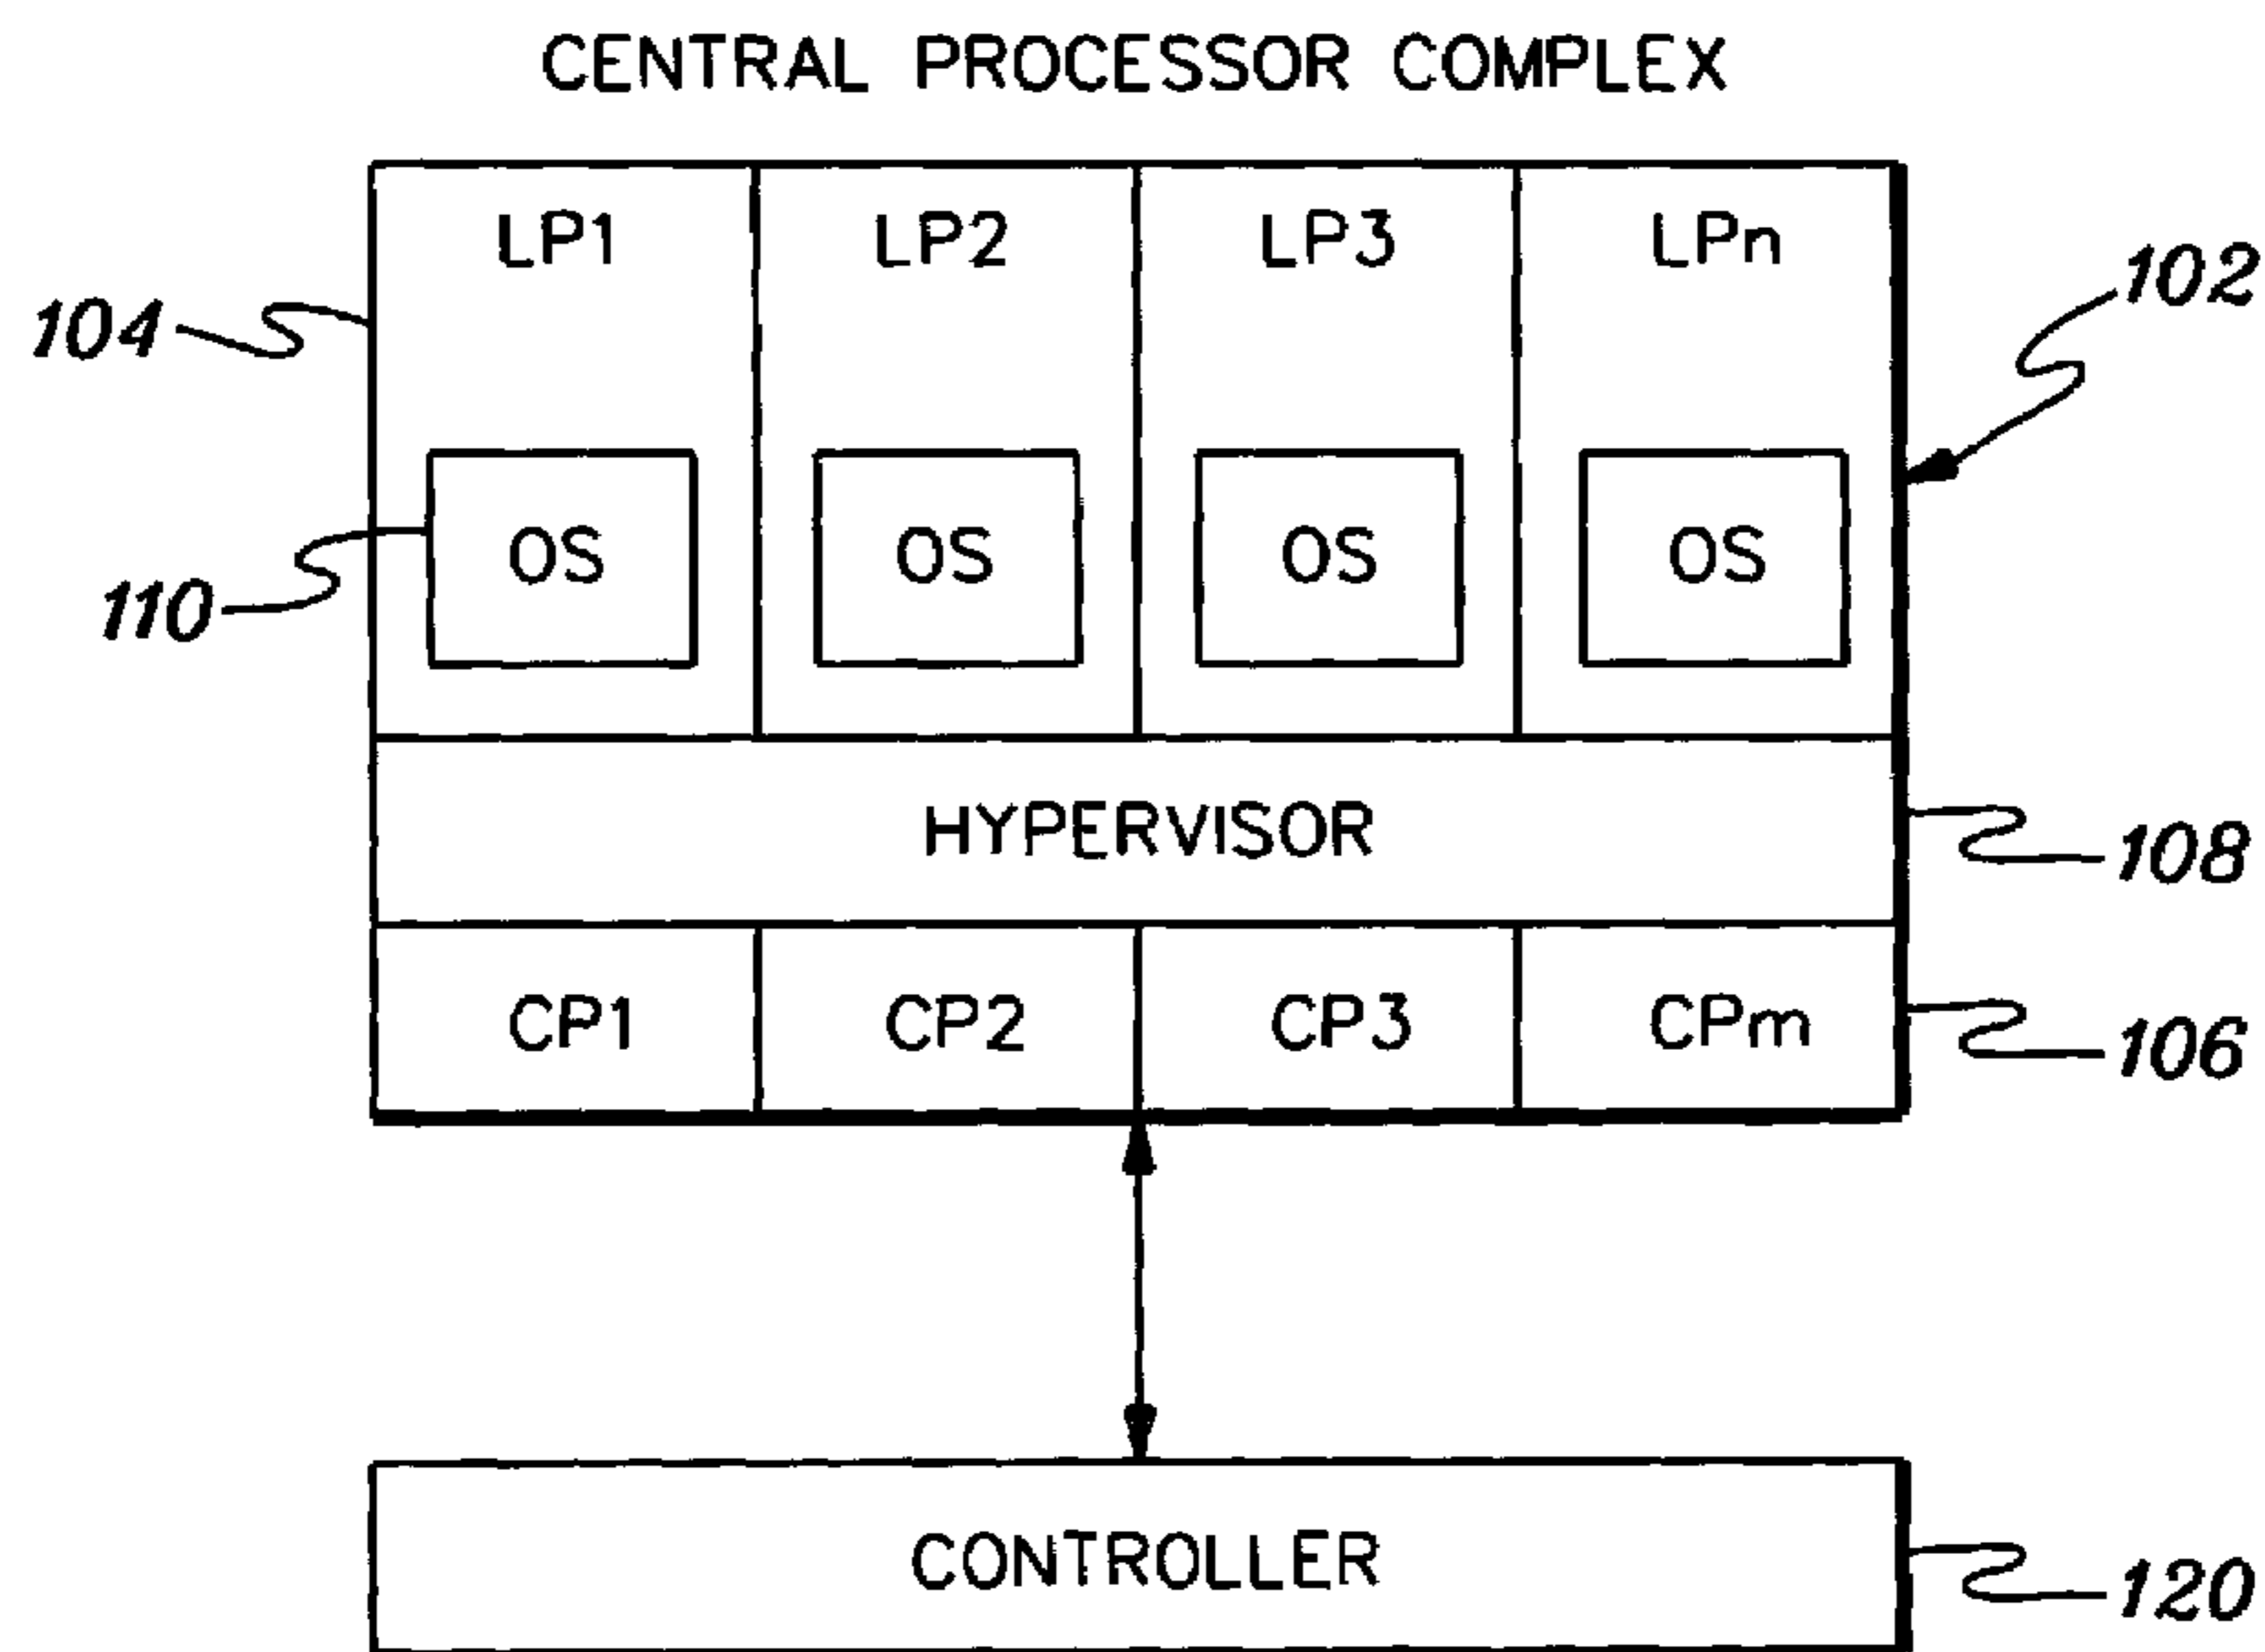 CENTRAL PROCESSOR COMPLEX
LP1 LP2 LP3 LPn
102
104
OS OS OS OS
110
HYPERVISOR
108
CP1 CP2 CP3 CPm
106
CONTROLLER
120